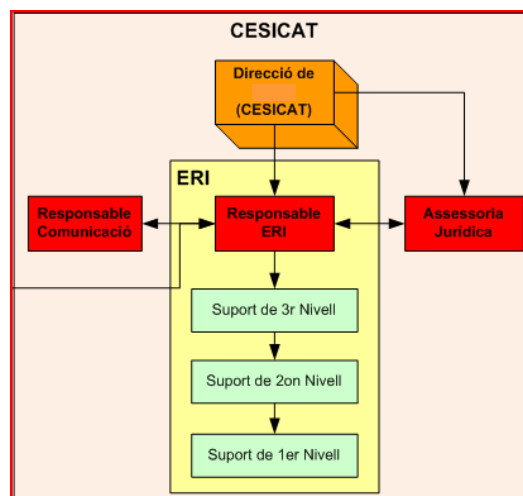 CESICAT
Direcció de
(CESICAT)
ERI
Responsable
Comunicació
Responsable
ERI
Assessoria
Jurídica
Suport de 3r Nivell
Suport de 2on Nivell
Suport de 1er Nivell